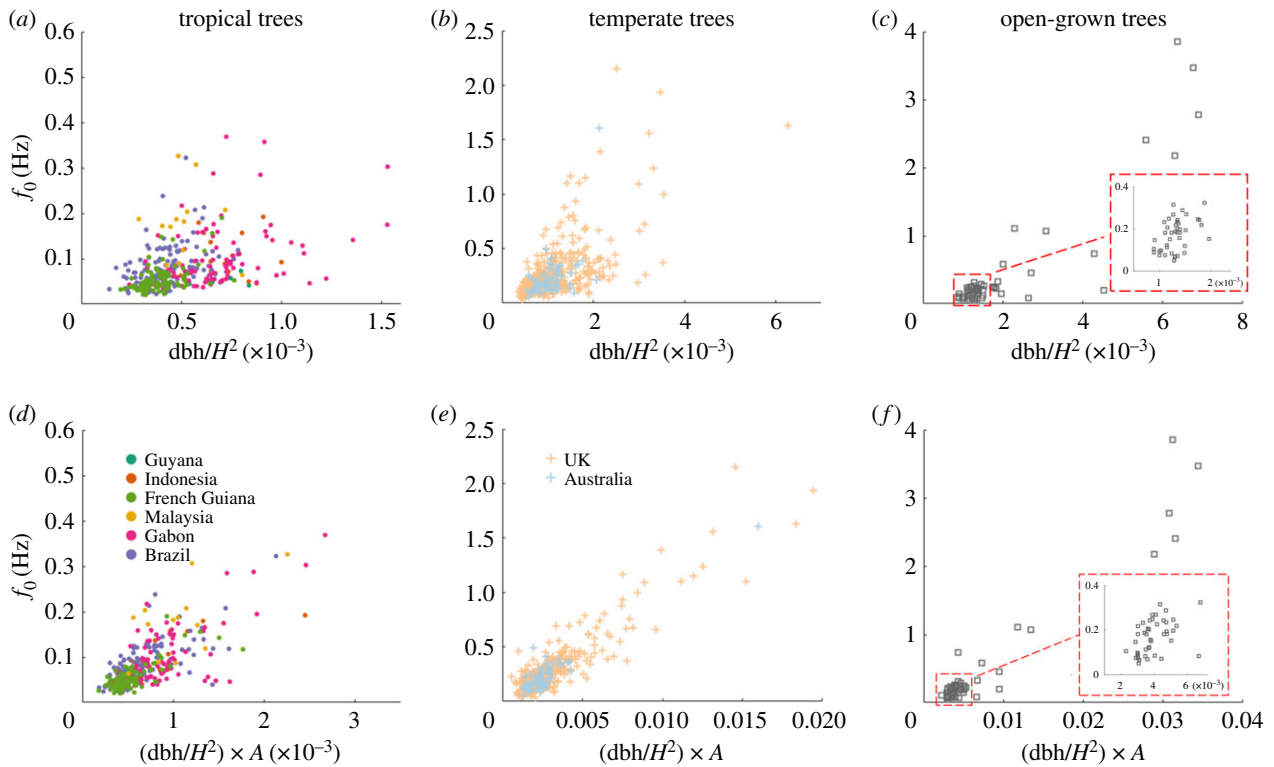 (a) tropical trees
0.6
0.5
0.4
0.3
0.2
0.1
f₀ (Hz)
0 0.5 1.0 1.5
dbh/H² (×10⁻³)
(b) temperate trees
2.5
2.0
1.5
1.0
0.5
0 2 4 6
dbh/H² (×10⁻³)
(c) open-grown trees
4
3
2
1
0 2 4 6 8
dbh/H² (×10⁻³)
0.4
0.2
0
1 2 (×10⁻³)
(d)
0.6
0.5
0.4
0.3
0.2
0.1
f₀ (Hz)
Guyana
Indonesia
French Guiana
Malaysia
Gabon
Brazil
0 1 2 3
(dbh/H²) × A (×10⁻³)
(e)
2.5
2.0
1.5
1.0
0.5
UK
Australia
0 0.005 0.010 0.015 0.020
(dbh/H²) × A
(f)
4
3
2
1
0 0.01 0.02 0.03 0.04
(dbh/H²) × A
0.4
0.2
0
2 4 6 (×10⁻³)